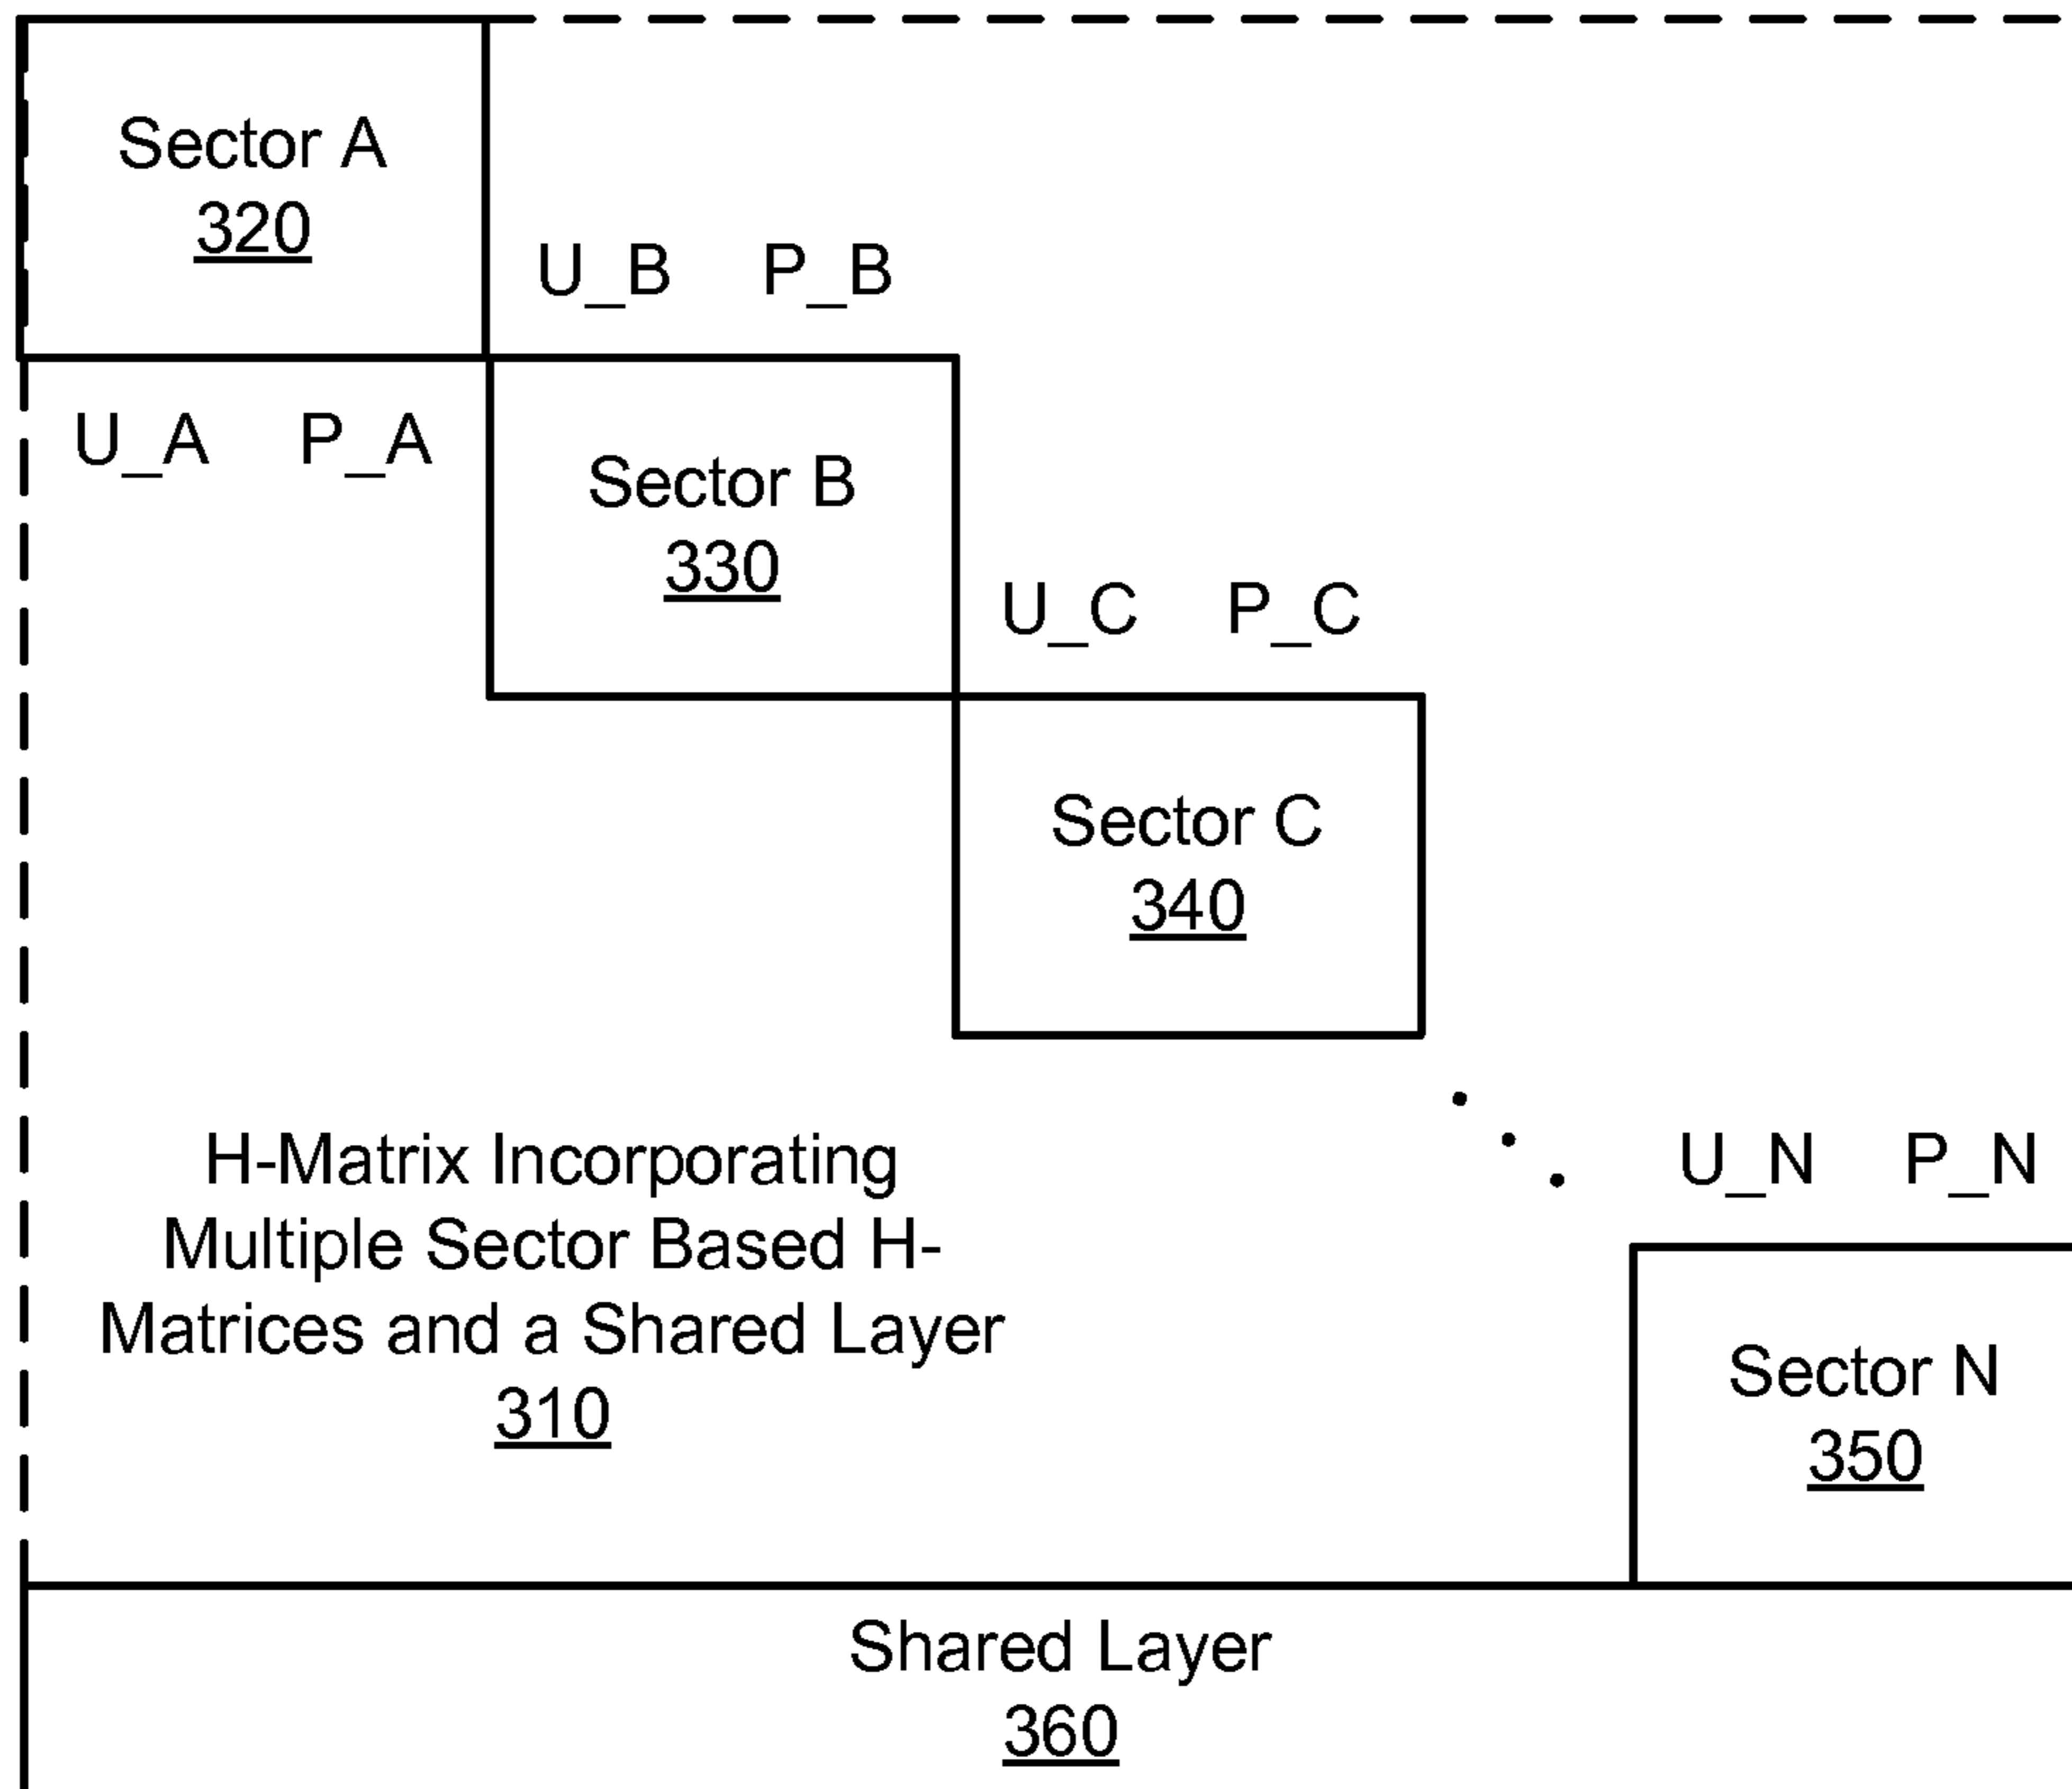 Sector A
320
U_B P_B
U_A P_A
Sector B
330
U_C P_C
Sector C
340
H-Matrix Incorporating
Multiple Sector Based H-
Matrices and a Shared Layer
310
U_N P_N
Sector N
350
Shared Layer
360